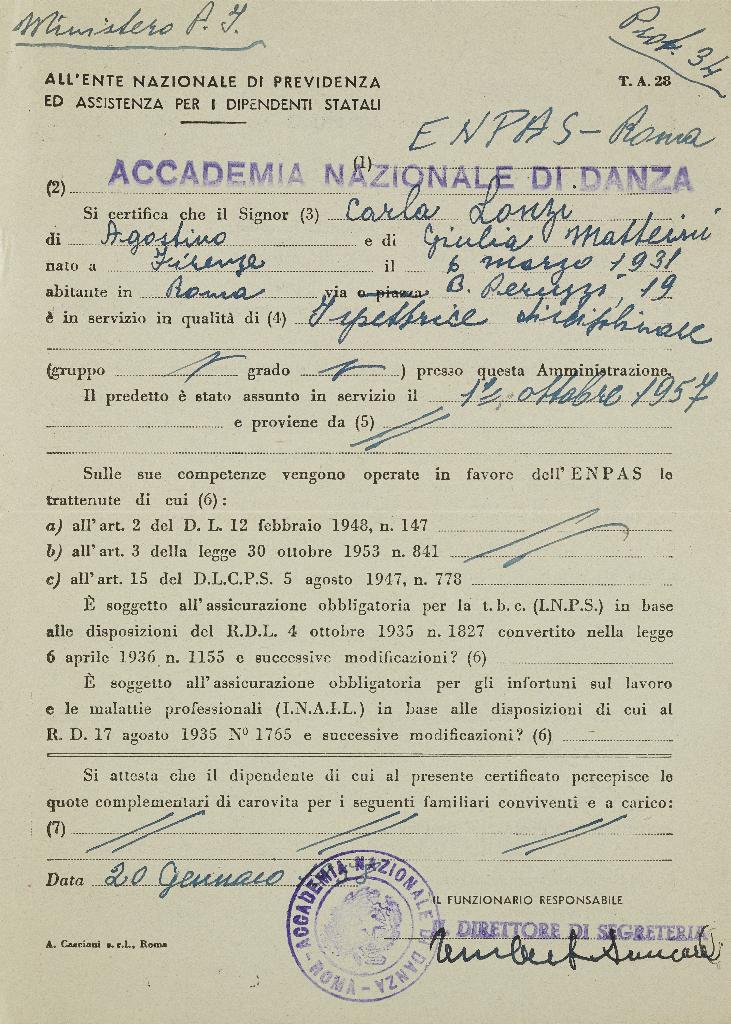 Ministero P. I.
Prot. 34
ALL'ENTE NAZIONALE DI PREVIDENZA
ED ASSISTENZA PER I DIPENDENTI STATALI
T. A. 28
ENPAS - Roma
(1)
(2) ACCADEMIA NAZIONALE DI DANZA
Si certifica che il Signor (3) Carla Lonzi
di Agostino e di Giulia Matteini
nato a Firenze il 6 marzo 1931
abitante in Roma via o piazza B. Peruzzi, 19
è in servizio in qualità di (4) Ispettrice disciplinare
(gruppo grado ) presso questa Amministrazione.
Il predetto è stato assunto in servizio il 1° ottobre 1957
e proviene da (5)
Sulle sue competenze vengono operate in favore dell'ENPAS le
trattenute di cui (6):
a) all'art. 2 del D. L. 12 febbraio 1948, n. 147
b) all'art. 3 della legge 30 ottobre 1953 n. 841
c) all'art. 15 del D.L.C.P.S. 5 agosto 1947, n. 778
È soggetto all'assicurazione obbligatoria per la t.b.c. (I.N.P.S.) in base
alle disposizioni del R.D.L. 4 ottobre 1935 n. 1827 convertito nella legge
6 aprile 1936 n. 1155 e successive modificazioni? (6)
È soggetto all'assicurazione obbligatoria per gli infortuni sul lavoro
e le malattie professionali (I.N.A.I.L.) in base alle disposizioni di cui al
R. D. 17 agosto 1935 Nº 1765 e successive modificazioni? (6)
Si attesta che il dipendente di cui al presente certificato percepisce le
quote complementari di carovita per i seguenti familiari conviventi e a carico:
(7)
Data 20 Gennaio
ACCADEMIA NAZIONALE DI DANZA - ROMA -
IL FUNZIONARIO RESPONSABILE
IL DIRETTORE DI SEGRETERIA
A. Casciani s. r. l., Roma